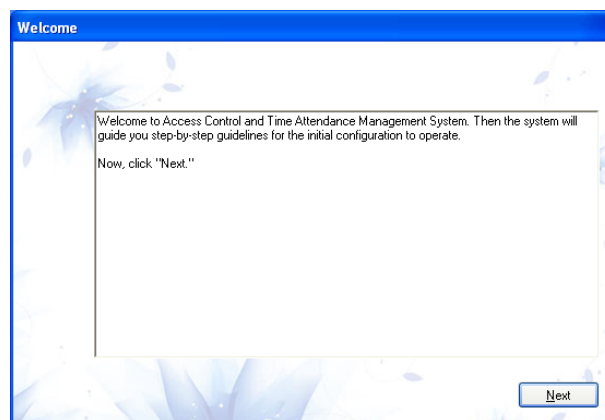 Welcome
Welcome to Access Control and Time Attendance Management System. Then the system will
guide you step-by-step guidelines for the initial configuration to operate.
Now, click "Next."
Next